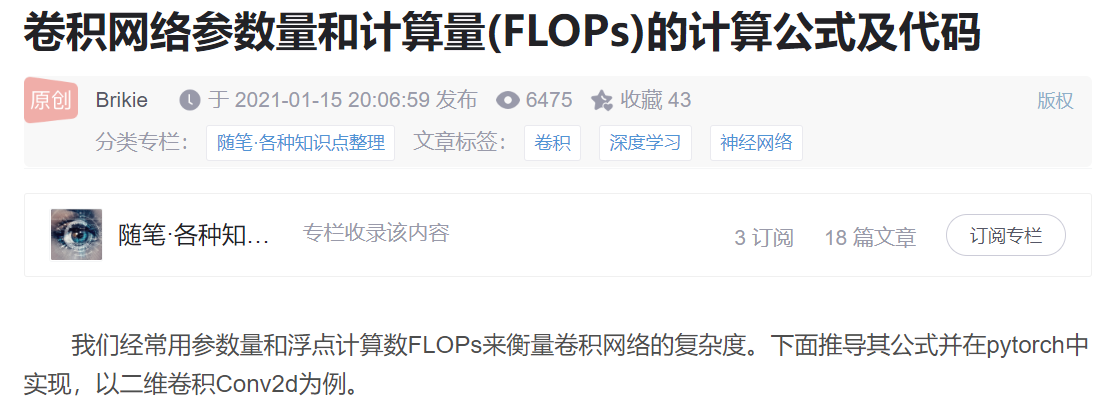 卷积网络参数量和计算量(FLOPs)的计算公式及代码
原创 Brikie 于 2021-01-15 20:06:59 发布 6475 收藏 43 版权
分类专栏： 随笔·各种知识点整理 文章标签： 卷积 深度学习 神经网络
随笔·各种知... 专栏收录该内容 3 订阅 18 篇文章 订阅专栏
我们经常用参数量和浮点计算数FLOPs来衡量卷积网络的复杂度。下面推导其公式并在pytorch中
实现，以二维卷积Conv2d为例。